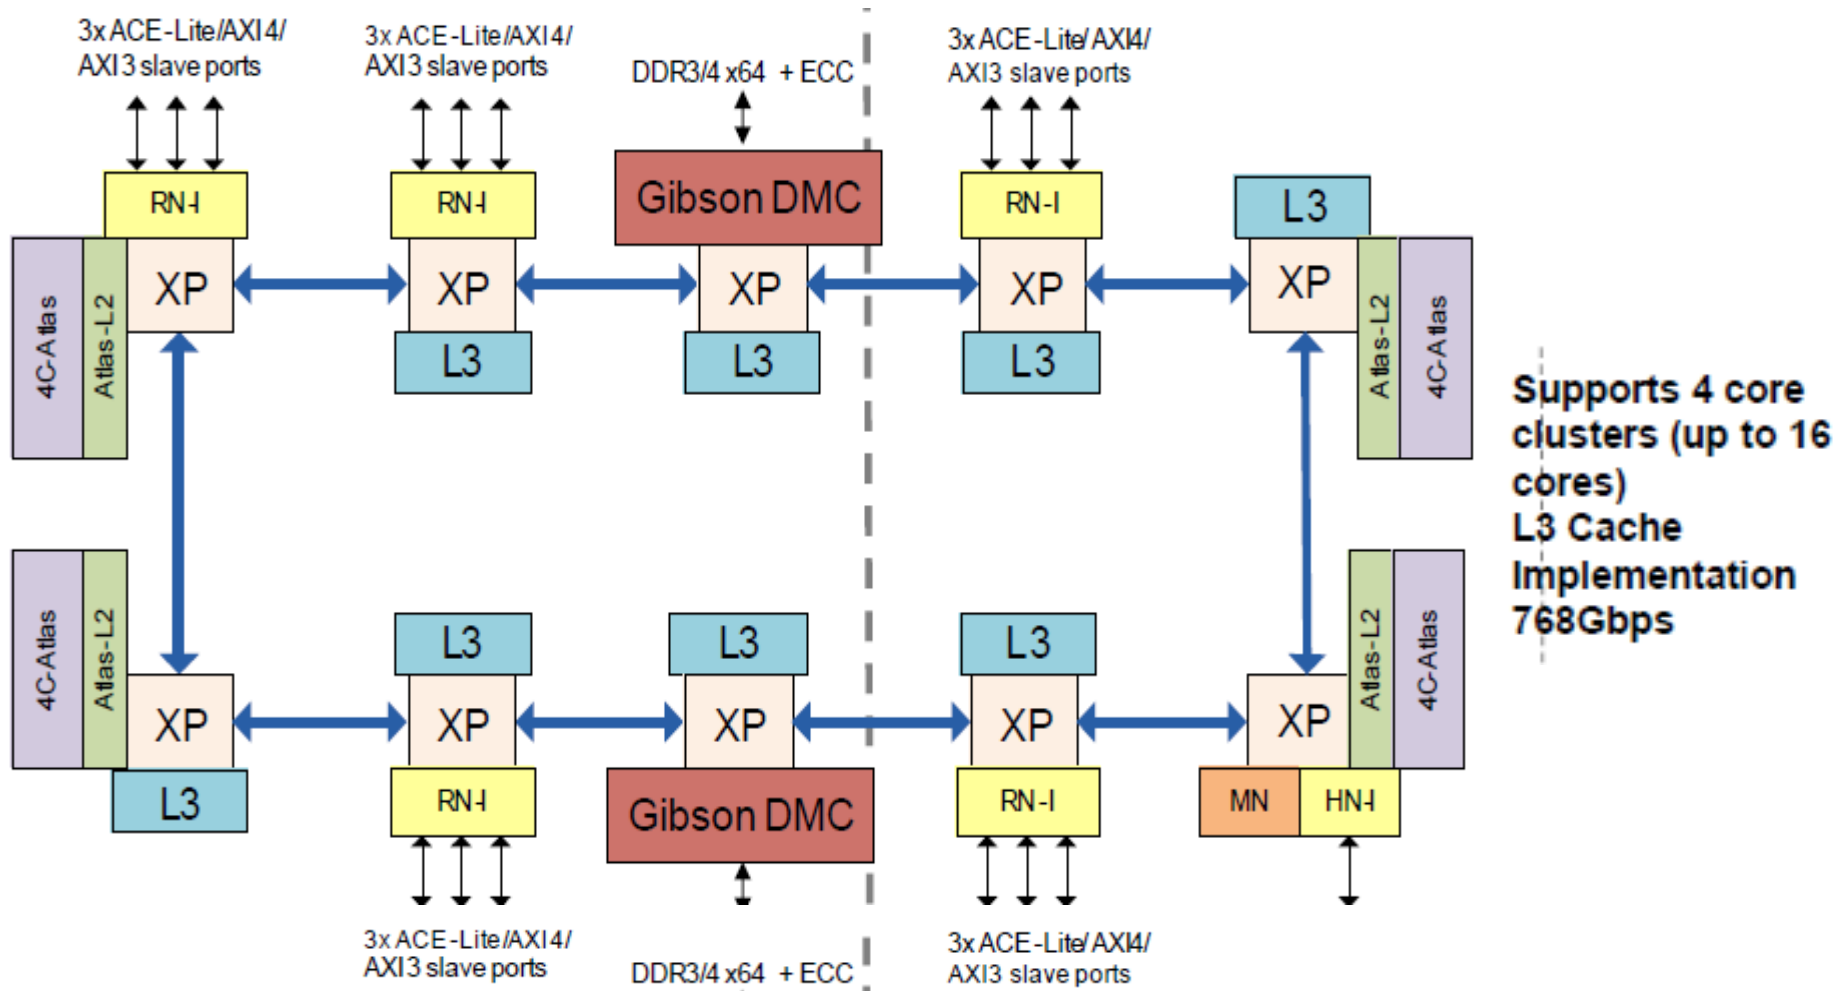 3x ACE-Lite/AXI4/
AXI3 slave ports
3x ACE-Lite/AXI4/
AXI3 slave ports
DDR3/4 x64 + ECC
3x ACE-Lite/AXI4/
AXI3 slave ports
RN-I
RN-I
Gibson DMC
RN-I
L3
4C-Atlas
Atlas-L2
XP
XP
XP
XP
XP
Atlas-L2
4C-Atlas
L3
L3
L3
Supports 4 core
clusters (up to 16
cores)
L3 Cache
Implementation
768Gbps
4C-Atlas
Atlas-L2
L3
L3
L3
Atlas-L2
4C-Atlas
XP
XP
XP
XP
XP
L3
RN-I
Gibson DMC
RN-I
MN
HN-I
3x ACE-Lite/AXI4/
AXI3 slave ports
DDR3/4 x64 + ECC
3x ACE-Lite/AXI4/
AXI3 slave ports